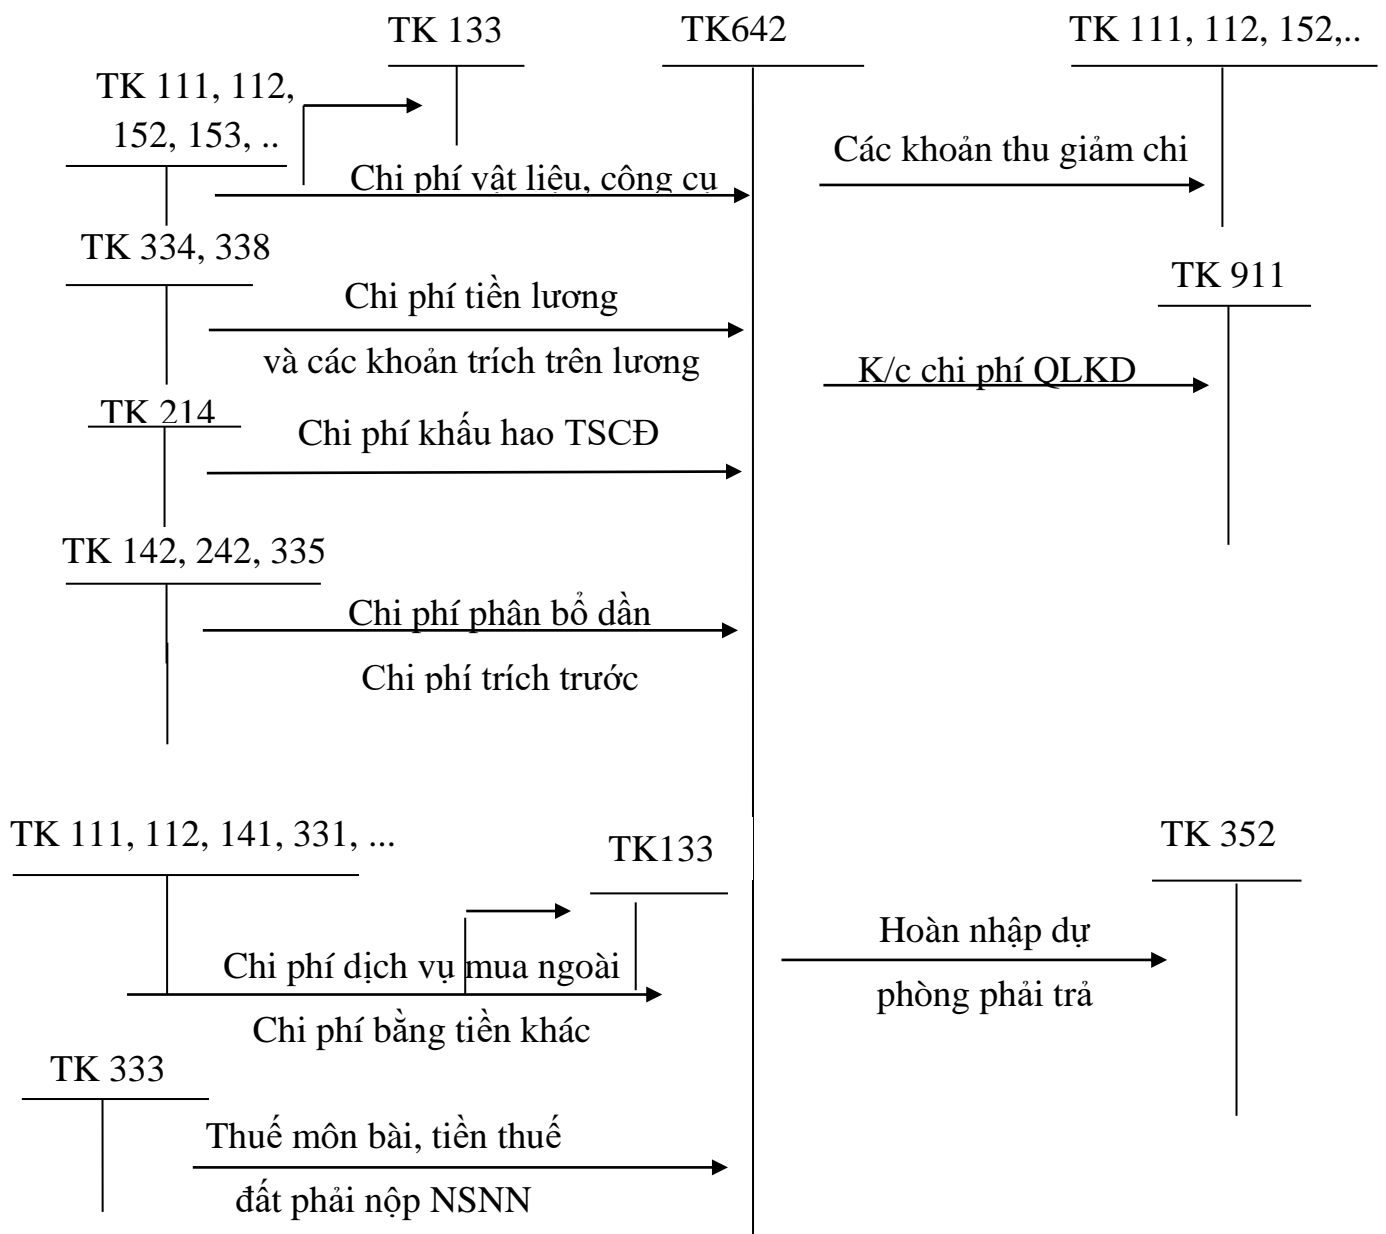 TK 133
TK642
TK 111, 112, 152,..
TK 111, 112,
152, 153, ..
Chi phí vật liệu, công cụ
Các khoản thu giảm chi
TK 334, 338
TK 911
Chi phí tiền lương
và các khoản trích trên lương
K/c chi phí QLKD
TK 214
Chi phí khấu hao TSCĐ
TK 142, 242, 335
Chi phí phân bổ dần
Chi phí trích trước
TK 111, 112, 141, 331, ...
TK133
TK 352
Chi phí dịch vụ mua ngoài
Chi phí bằng tiền khác
Hoàn nhập dự
phòng phải trả
TK 333
Thuế môn bài, tiền thuế
đất phải nộp NSNN